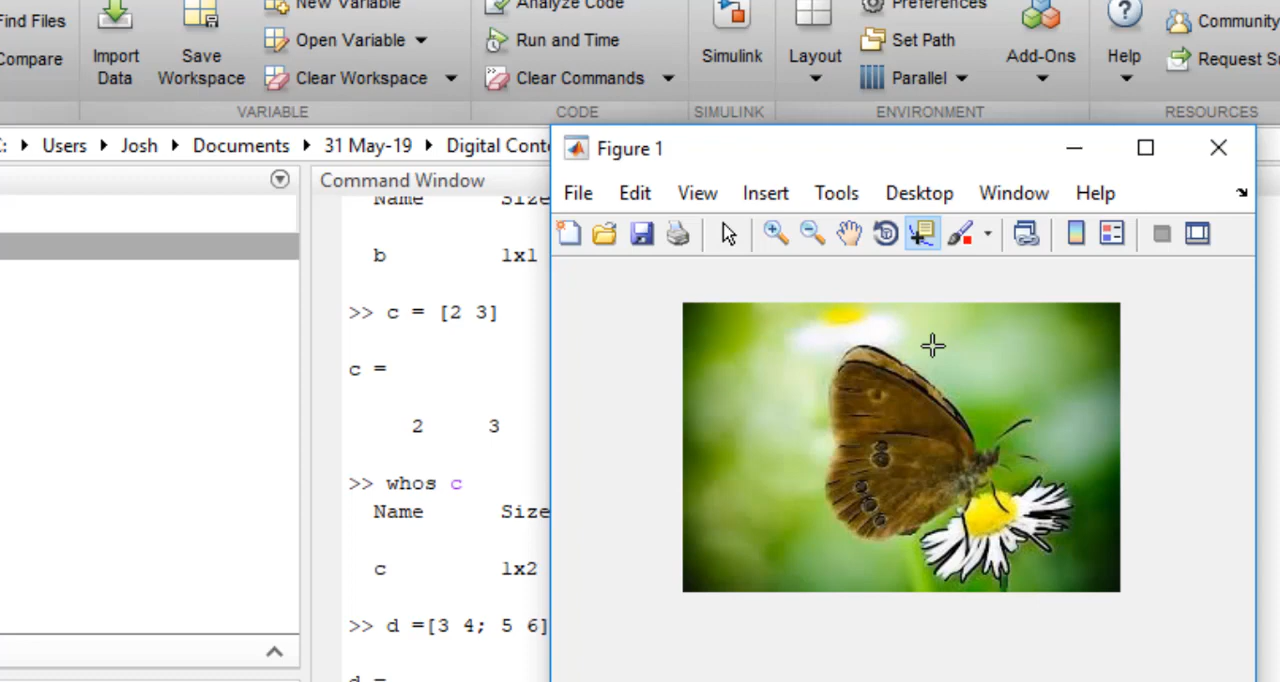 Find Files
Compare
Import
Data
Save
Workspace
New Variable
Open Variable
Clear Workspace
VARIABLE
Analyze Code
Run and Time
Clear Commands
CODE
Simulink
SIMULINK
Layout
Preferences
Set Path
Parallel
ENVIRONMENT
Add-Ons
Help
Community
Request Su
RESOURCES
C: Users Josh Documents 31 May-19 Digital Conte
Command Window
Name Size
b 1x1
>> c = [2 3]
c =
2 3
>> whos c
Name Size
c 1x2
>> d =[3 4; 5 6]
d =
Figure 1
File Edit View Insert Tools Desktop Window Help